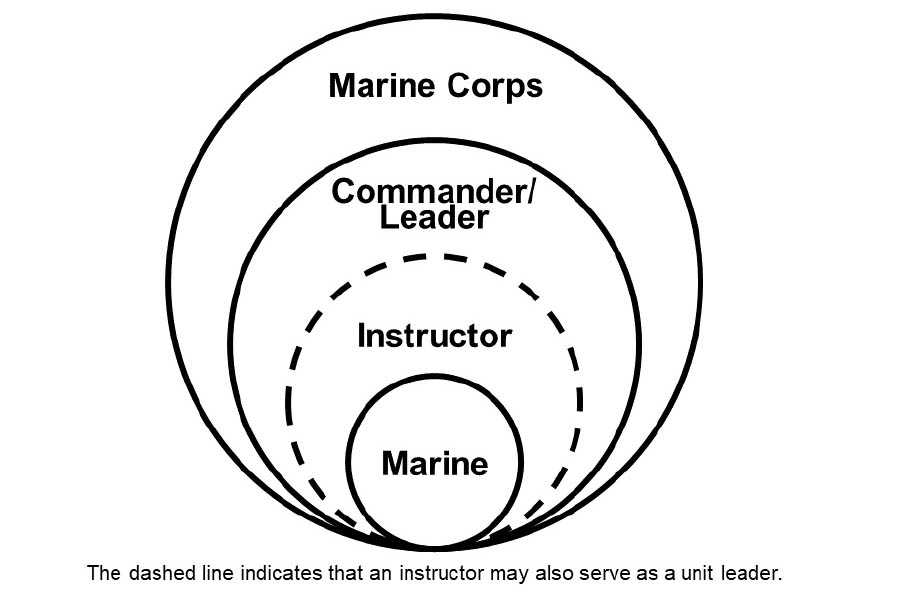 Marine Corps
Commander/
Leader
Instructor
Marine
The dashed line indicates that an instructor may also serve as a unit leader.